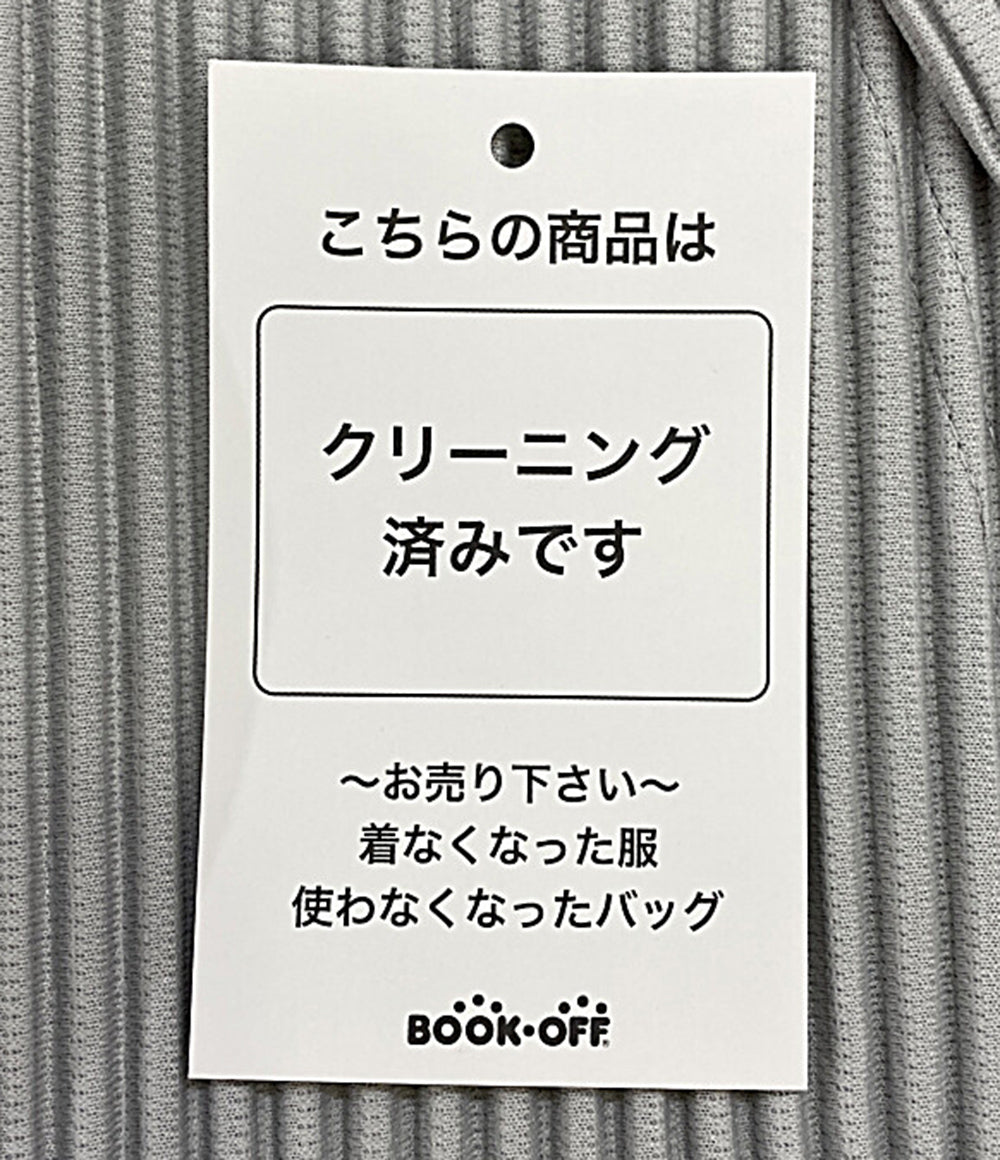 こちらの商品は
クリーニング
済みです
～お売り下さい～
着なくなった服
使わなくなったバッグ
BOOK・OFF